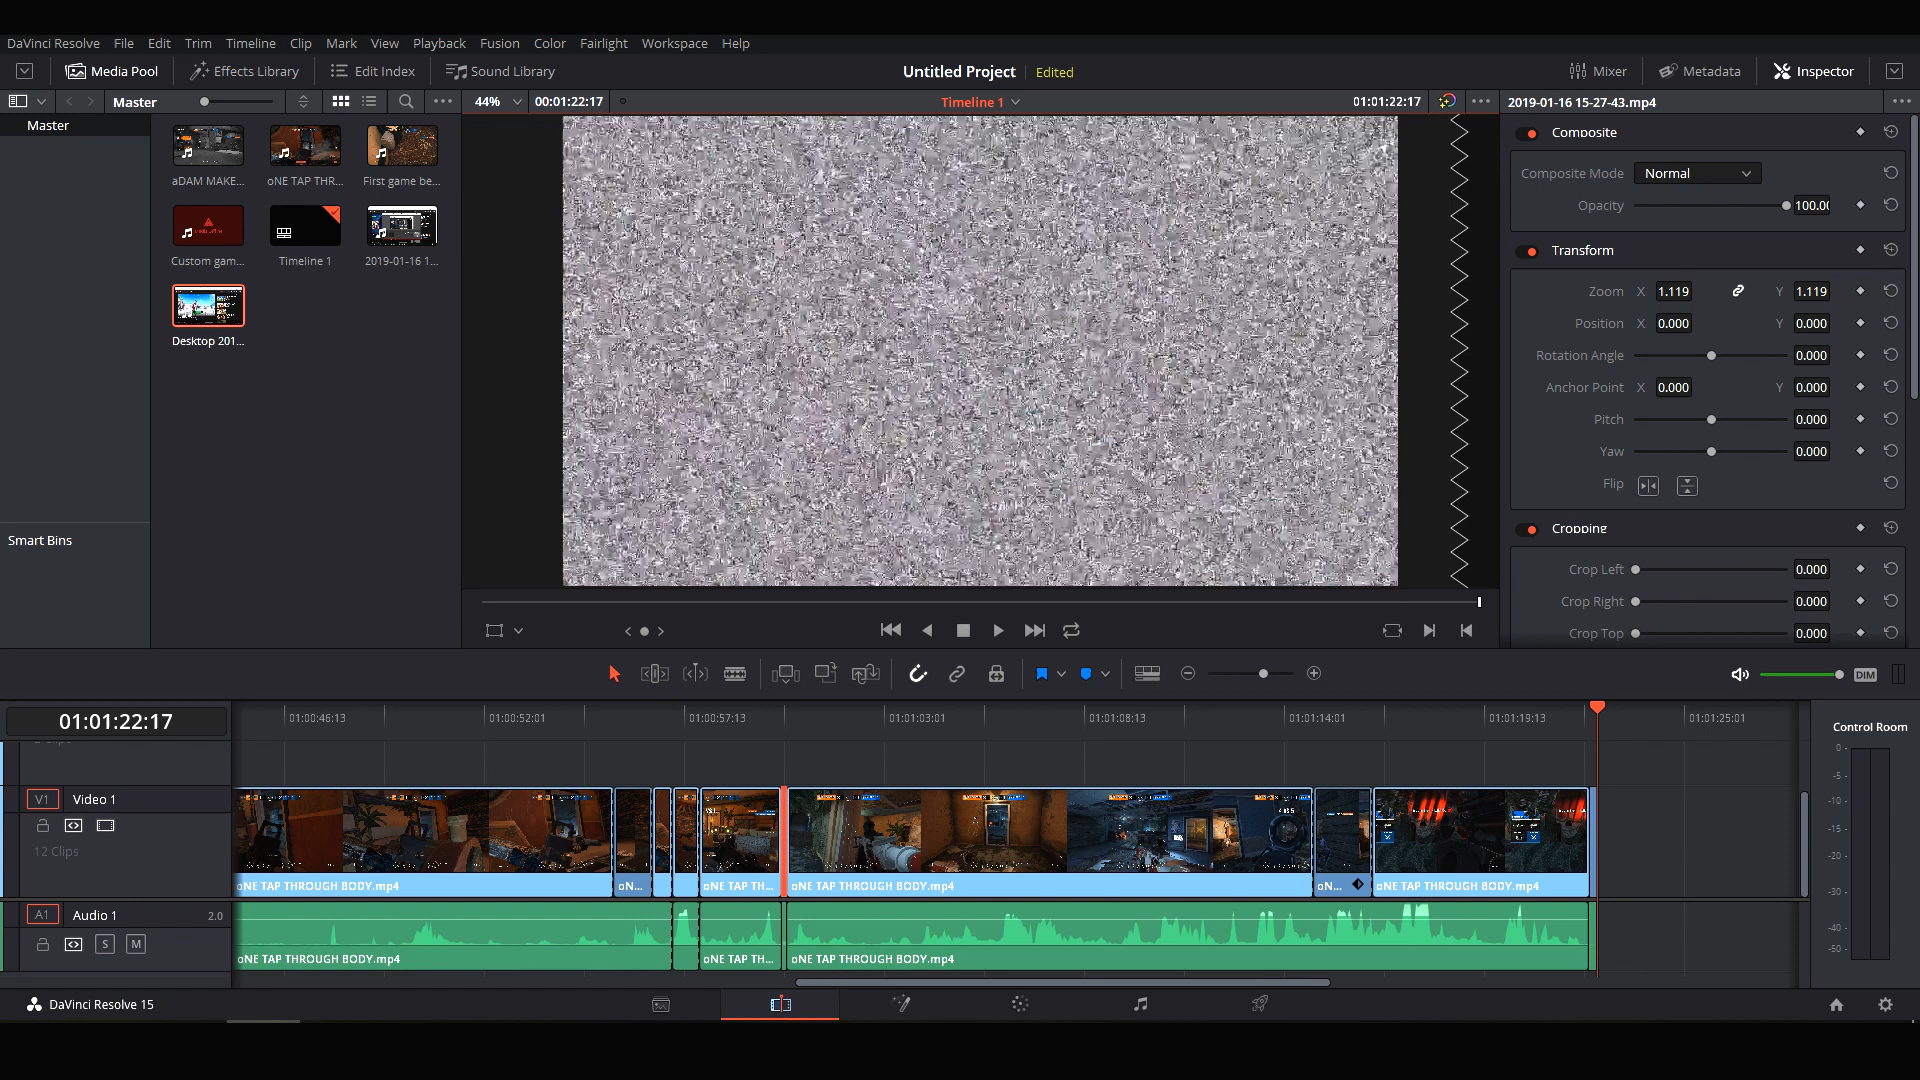 DaVinci Resolve File Edit Trim Timeline Clip Mark View Playback Fusion Color Fairlight Workspace Help
Media Pool Effects Library Edit Index Sound Library Untitled Project Edited Mixer Metadata Inspector
Master 44% 00:01:22:17 Timeline 1 01:01:22:17 2019-01-16 15-27-43.mp4
Master
aDAM MAKE... oNE TAP THR... First game be...
Custom gam... Timeline 1 2019-01-16 1...
Desktop 201...
Smart Bins
Composite
Composite Mode Normal
Opacity 100.00
Transform
Zoom X 1.119 Y 1.119
Position X 0.000 Y 0.000
Rotation Angle 0.000
Anchor Point X 0.000 Y 0.000
Pitch 0.000
Yaw 0.000
Flip
Cropping
Crop Left 0.000
Crop Right 0.000
Crop Top 0.000
DIM
01:01:22:17 01:00:46:13 01:00:52:01 01:00:57:13 01:01:03:01 01:01:08:13 01:01:14:01 01:01:19:13 01:01:25:01
Control Room
V1 Video 1
12 Clips
oNE TAP THROUGH BODY.mp4 oN... oNE TAP TH... oNE TAP THROUGH BODY.mp4 oN... oNE TAP THROUGH BODY.mp4
A1 Audio 1 2.0
S M
oNE TAP THROUGH BODY.mp4 oNE TAP TH... oNE TAP THROUGH BODY.mp4
0
-5
-10
-15
-20
-30
-40
-50
DaVinci Resolve 15